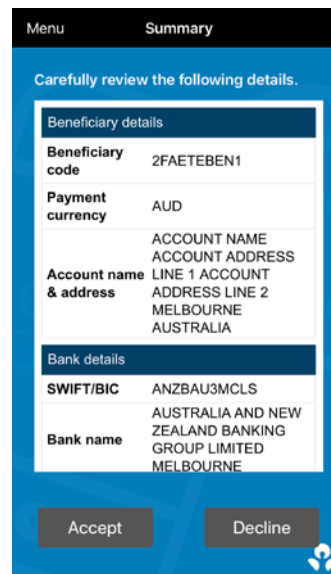 Menu Summary
Carefully review the following details.
Beneficiary details
Beneficiary code 2FAETEBEN1
Payment currency AUD
Account name & address ACCOUNT NAME
ACCOUNT ADDRESS
LINE 1 ACCOUNT
ADDRESS LINE 2
MELBOURNE
AUSTRALIA
Bank details
SWIFT/BIC ANZBAU3MCLS
Bank name AUSTRALIA AND NEW
ZEALAND BANKING
GROUP LIMITED
MELBOURNE
Accept Decline